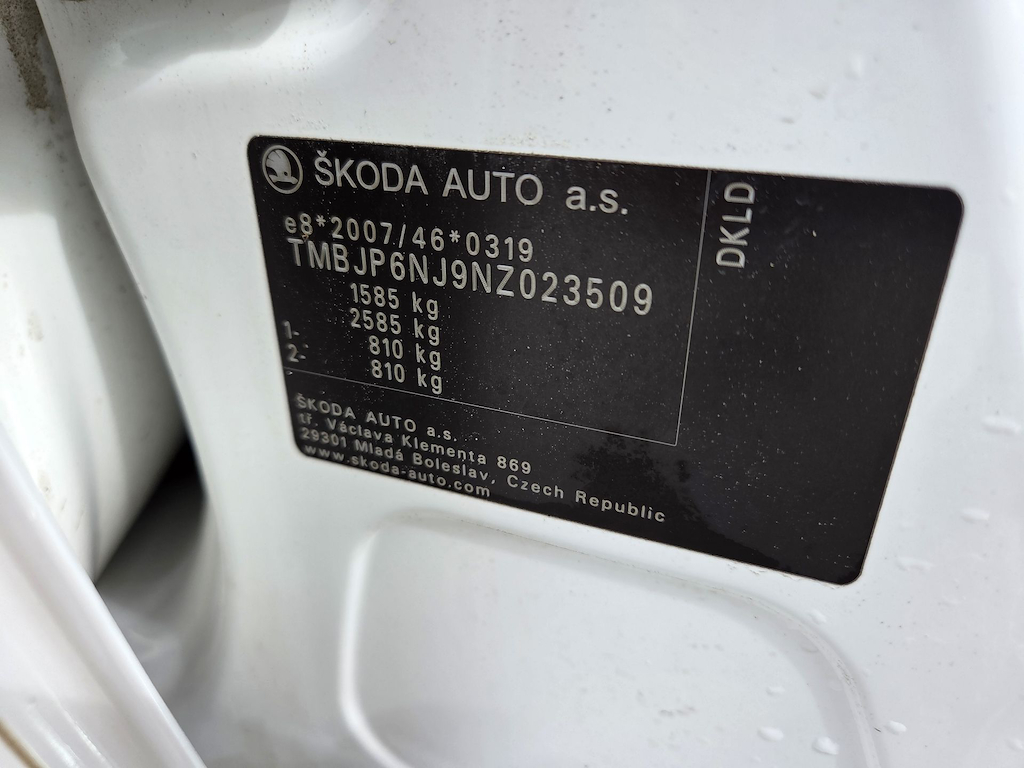 ŠKODA AUTO a.s.
DKLD
e8*2007/46*0319
TMBJP6NJ9NZ023509
1585 kg
2585 kg
1- 810 kg
2- 810 kg
ŠKODA AUTO a.s.
tř. Václava Klementa 869
29301 Mladá Boleslav, Czech Republic
www.skoda-auto.com